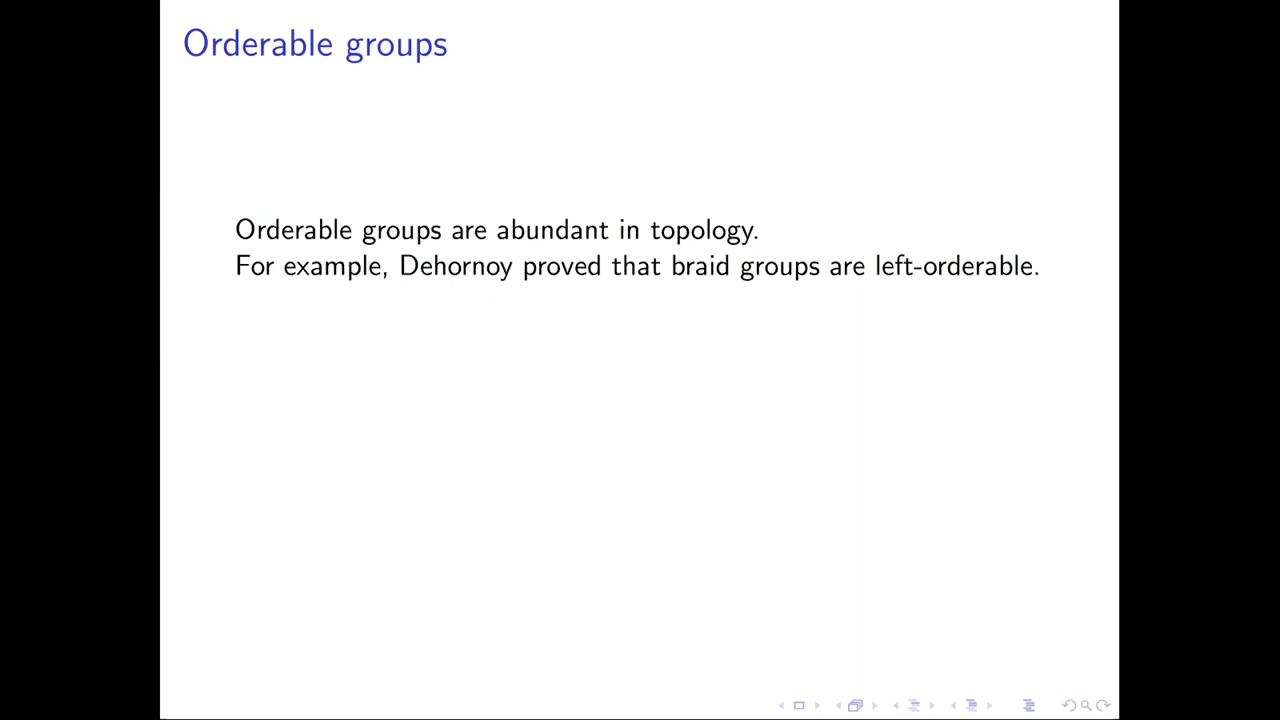 Orderable groups
Orderable groups are abundant in topology.
For example, Dehornoy proved that braid groups are left-orderable.